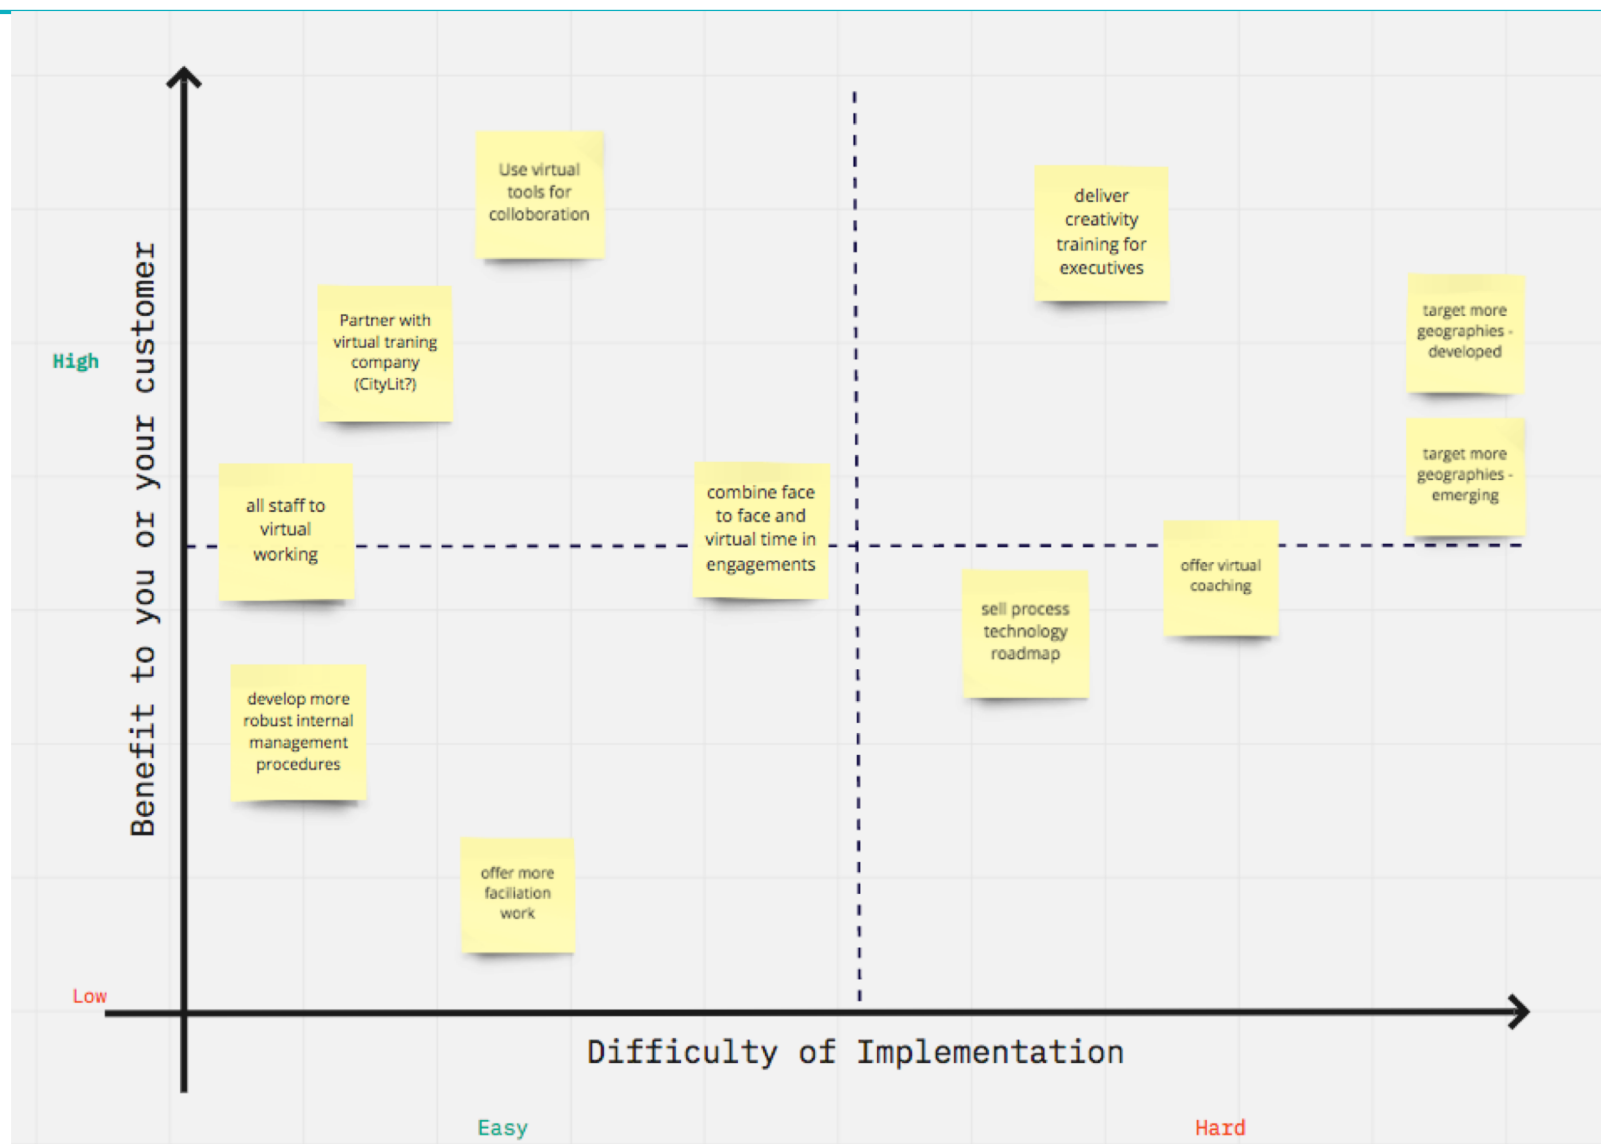 Use virtual
tools for
colloboration
deliver
creativity
training for
executives
target more
geographies -
developed
Partner with
virtual traning
company
(CityLit?)
High
Benefit to you or your customer
all staff to
virtual
working
combine face
to face and
virtual time in
engagements
target more
geographies -
emerging
offer virtual
coaching
sell process
technology
roadmap
develop more
robust internal
management
procedures
offer more
faciliation
work
Low
Difficulty of Implementation
Easy
Hard